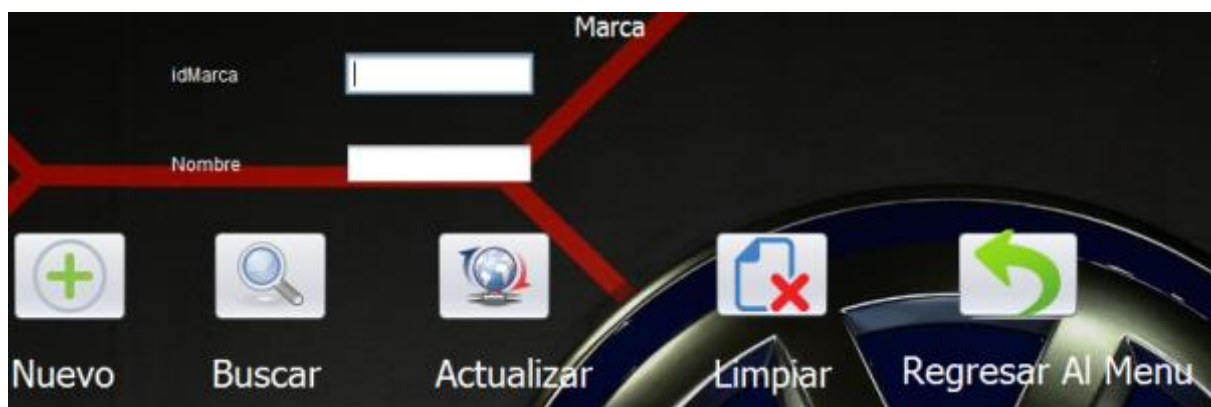 Marca
idMarca
Nombre
Nuevo
Buscar
Actualizar
Limpiar
Regresar Al Menu